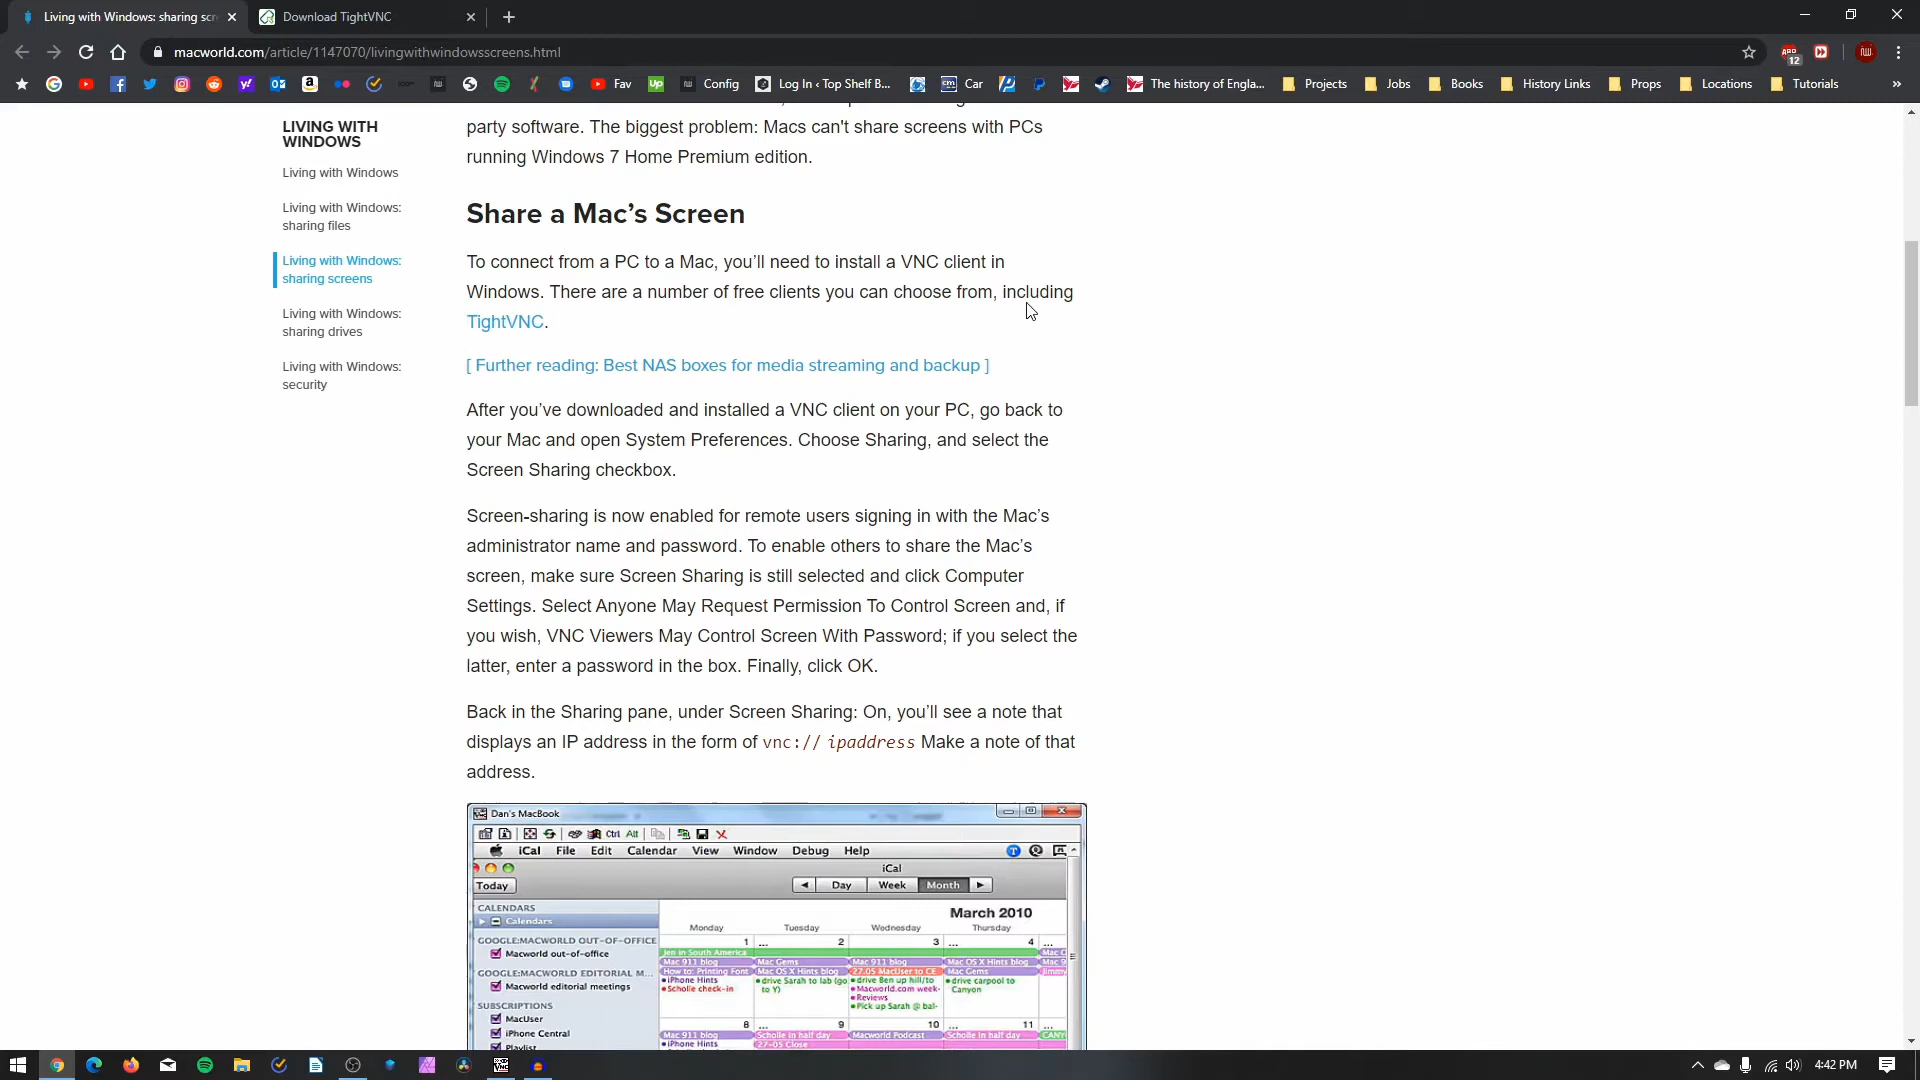 Living with Windows: sharing scr
Download TightVNC
macworld.com/article/1147070/livingwithwindowsscreens.html
12
Fav
Config
Log In ‹ Top Shelf B...
Car
The history of Engla...
Projects
Jobs
Books
History Links
Props
Locations
Tutorials
»
LIVING WITH
WINDOWS
Living with Windows
Living with Windows:
sharing files
Living with Windows:
sharing screens
Living with Windows:
sharing drives
Living with Windows:
security
party software. The biggest problem: Macs can't share screens with PCs
running Windows 7 Home Premium edition.
Share a Mac’s Screen
To connect from a PC to a Mac, you’ll need to install a VNC client in
Windows. There are a number of free clients you can choose from, including
TightVNC.
[ Further reading: Best NAS boxes for media streaming and backup ]
After you’ve downloaded and installed a VNC client on your PC, go back to
your Mac and open System Preferences. Choose Sharing, and select the
Screen Sharing checkbox.
Screen-sharing is now enabled for remote users signing in with the Mac’s
administrator name and password. To enable others to share the Mac’s
screen, make sure Screen Sharing is still selected and click Computer
Settings. Select Anyone May Request Permission To Control Screen and, if
you wish, VNC Viewers May Control Screen With Password; if you select the
latter, enter a password in the box. Finally, click OK.
Back in the Sharing pane, under Screen Sharing: On, you’ll see a note that
displays an IP address in the form of vnc:// ipaddress Make a note of that
address.
Dan's MacBook
Ctrl Alt
iCal File Edit Calendar View Window Debug Help
iCal
Today
Day Week Month
CALENDARS
Calendars
GOOGLE:MACWORLD OUT-OF-OFFICE
Macworld out-of-office
GOOGLE:MACWORLD EDITORIAL M...
Macworld editorial meetings
SUBSCRIPTIONS
MacUser
iPhone Central
Playlist
March 2010
Monday Tuesday Wednesday Thursday
1 ... 2 3 ... 4 ...
Jen in South America
Mac 911 blog Mac Gems Mac 911 blog Mac OS X Hints blog
How to: Printing Font Mac OS X Hints blog 27.05 MacUser to CE Mac Gems
iPhone Hints
Scholle check-in
drive Sarah to lab (go
to Y)
drive Ben up hill/to
Macworld.com week-
Reviews
Pick up Sarah @ bal-
drive carpool to
Canyon
8 ... 9 10 ... 11 ...
Mac 911 blog Scholle in half day Macworld Podcast Scholle in half day
iPhone Hints 27-05 Close
4:42 PM